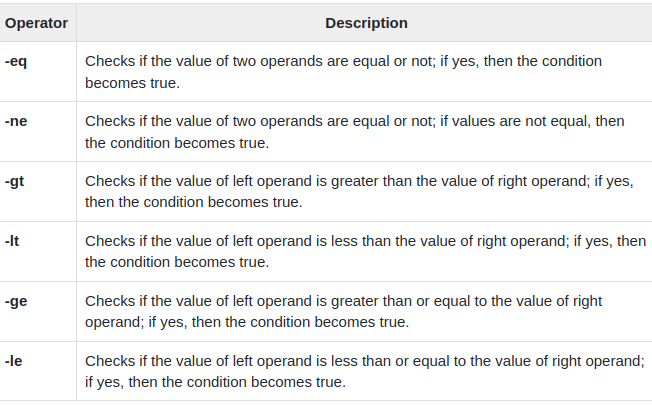 Operator Description
-eq Checks if the value of two operands are equal or not; if yes, then the condition
becomes true.
-ne Checks if the value of two operands are equal or not; if values are not equal, then
the condition becomes true.
-gt Checks if the value of left operand is greater than the value of right operand; if yes,
then the condition becomes true.
-lt Checks if the value of left operand is less than the value of right operand; if yes, then
the condition becomes true.
-ge Checks if the value of left operand is greater than or equal to the value of right
operand; if yes, then the condition becomes true.
-le Checks if the value of left operand is less than or equal to the value of right operand;
if yes, then the condition becomes true.